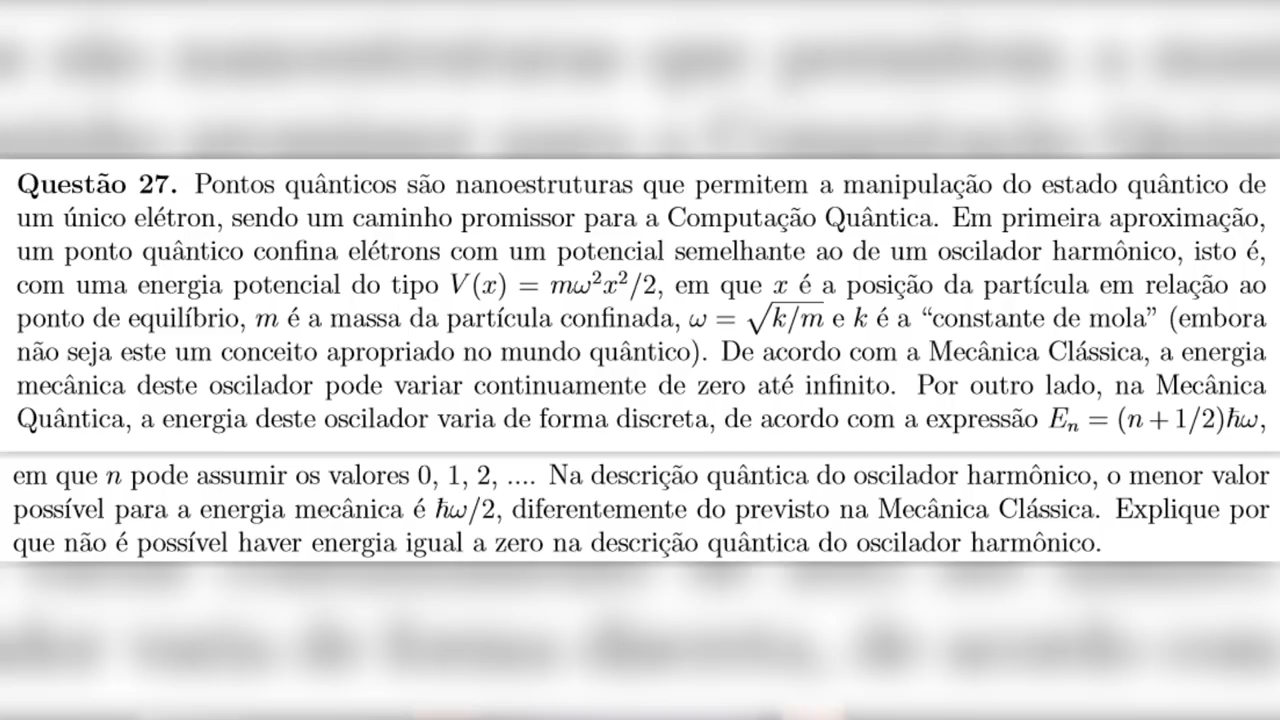 Questão 27. Pontos quânticos são nanoestruturas que permitem a manipulação do estado quântico de
um único elétron, sendo um caminho promissor para a Computação Quântica. Em primeira aproximação,
um ponto quântico confina elétrons com um potencial semelhante ao de um oscilador harmônico, isto é,
com uma energia potencial do tipo V(x) = mω²x²/2, em que x é a posição da partícula em relação ao
ponto de equilíbrio, m é a massa da partícula confinada, ω = √(k/m) e k é a “constante de mola” (embora
não seja este um conceito apropriado no mundo quântico). De acordo com a Mecânica Clássica, a energia
mecânica deste oscilador pode variar continuamente de zero até infinito. Por outro lado, na Mecânica
Quântica, a energia deste oscilador varia de forma discreta, de acordo com a expressão Eₙ = (n + 1/2)ℏω,
em que n pode assumir os valores 0, 1, 2, .... Na descrição quântica do oscilador harmônico, o menor valor
possível para a energia mecânica é ℏω/2, diferentemente do previsto na Mecânica Clássica. Explique por
que não é possível haver energia igual a zero na descrição quântica do oscilador harmônico.